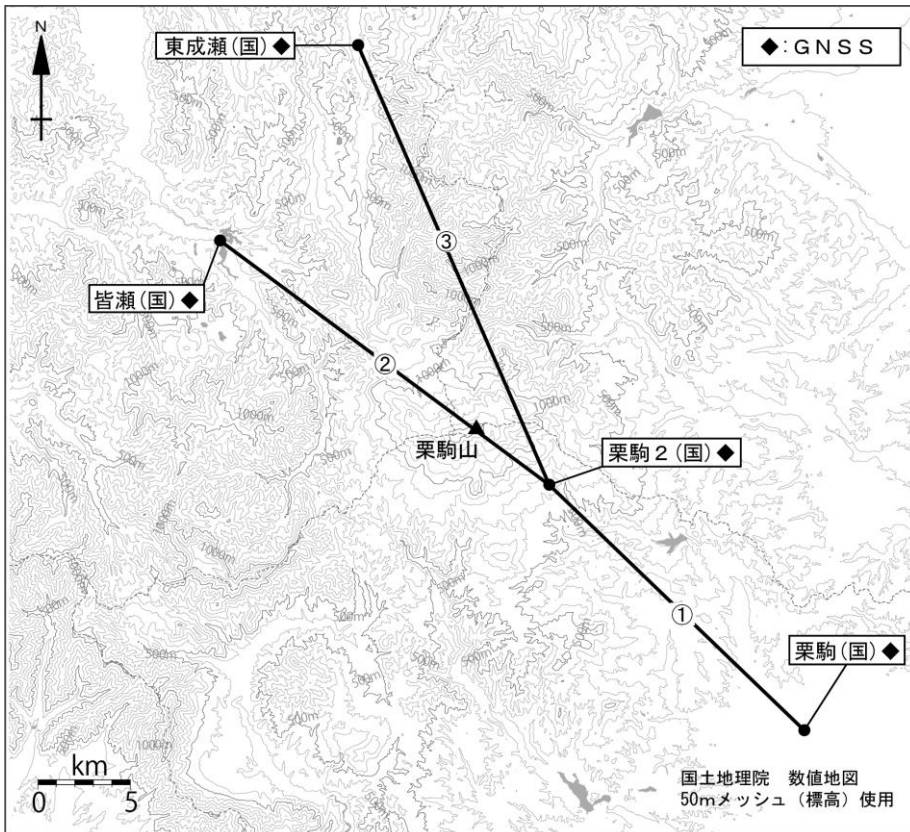 N
東成瀬(国)◆
◆:GNSS
皆瀬(国)◆
栗駒山
栗駒2(国)◆
栗駒(国)◆
①
②
③
500m
1000m
km
0 5
国土地理院 数値地図
50mメッシュ(標高)使用